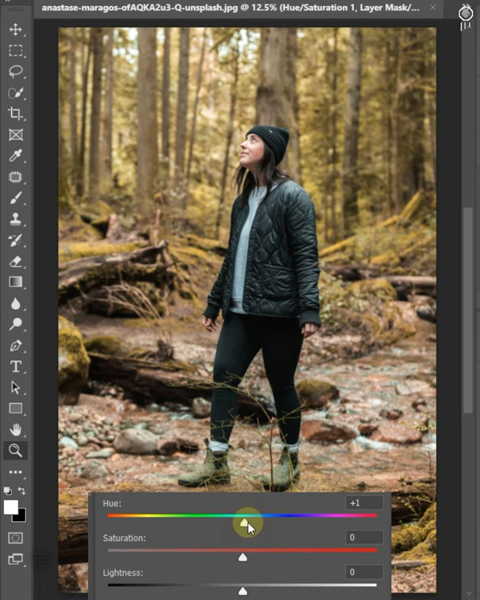 anastase-maragos-ofAQKA2u3-Q-unsplash.jpg @ 12.5% (Hue/Saturation 1, Layer Mask/...
T
Hue: +1
Saturation: 0
Lightness: 0